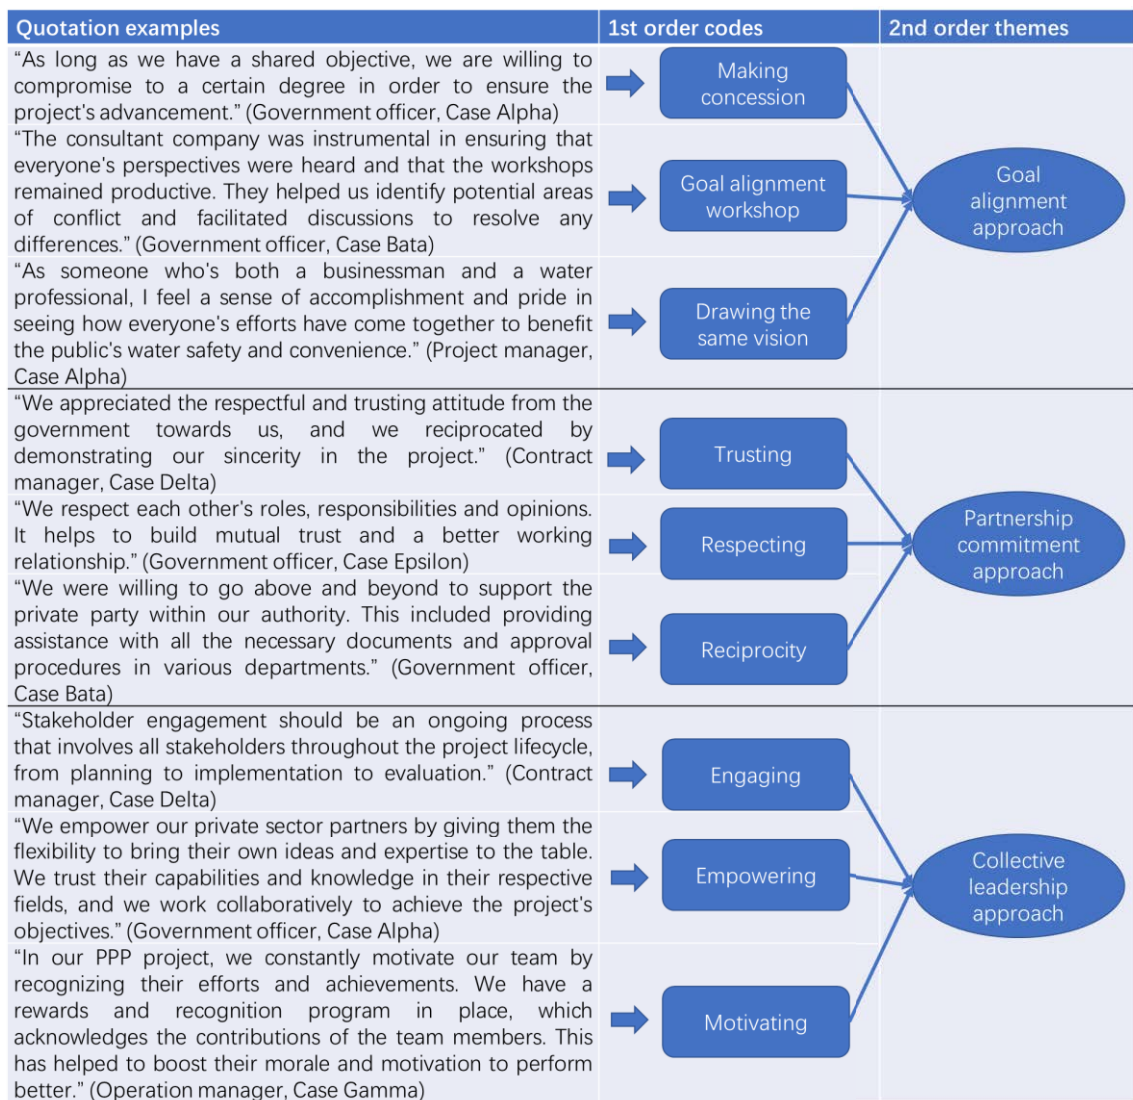 Quotation examples
1st order codes
2nd order themes
“As long as we have a shared objective, we are willing to
compromise to a certain degree in order to ensure the
project's advancement.” (Government officer, Case Alpha)
Making
concession
“The consultant company was instrumental in ensuring that
everyone's perspectives were heard and that the workshops
remained productive. They helped us identify potential areas
of conflict and facilitated discussions to resolve any
differences.” (Government officer, Case Bata)
Goal alignment
workshop
“As someone who's both a businessman and a water
professional, I feel a sense of accomplishment and pride in
seeing how everyone's efforts have come together to benefit
the public's water safety and convenience.” (Project manager,
Case Alpha)
Drawing the
same vision
Goal
alignment
approach
“We appreciated the respectful and trusting attitude from the
government towards us, and we reciprocated by
demonstrating our sincerity in the project.” (Contract
manager, Case Delta)
Trusting
“We respect each other's roles, responsibilities and opinions.
It helps to build mutual trust and a better working
relationship.” (Government officer, Case Epsilon)
Respecting
“We were willing to go above and beyond to support the
private party within our authority. This included providing
assistance with all the necessary documents and approval
procedures in various departments.” (Government officer,
Case Bata)
Reciprocity
Partnership
commitment
approach
“Stakeholder engagement should be an ongoing process
that involves all stakeholders throughout the project lifecycle,
from planning to implementation to evaluation.” (Contract
manager, Case Delta)
Engaging
“We empower our private sector partners by giving them the
flexibility to bring their own ideas and expertise to the table.
We trust their capabilities and knowledge in their respective
fields, and we work collaboratively to achieve the project's
objectives.” (Government officer, Case Alpha)
Empowering
“In our PPP project, we constantly motivate our team by
recognizing their efforts and achievements. We have a
rewards and recognition program in place, which
acknowledges the contributions of the team members. This
has helped to boost their morale and motivation to perform
better.” (Operation manager, Case Gamma)
Motivating
Collective
leadership
approach